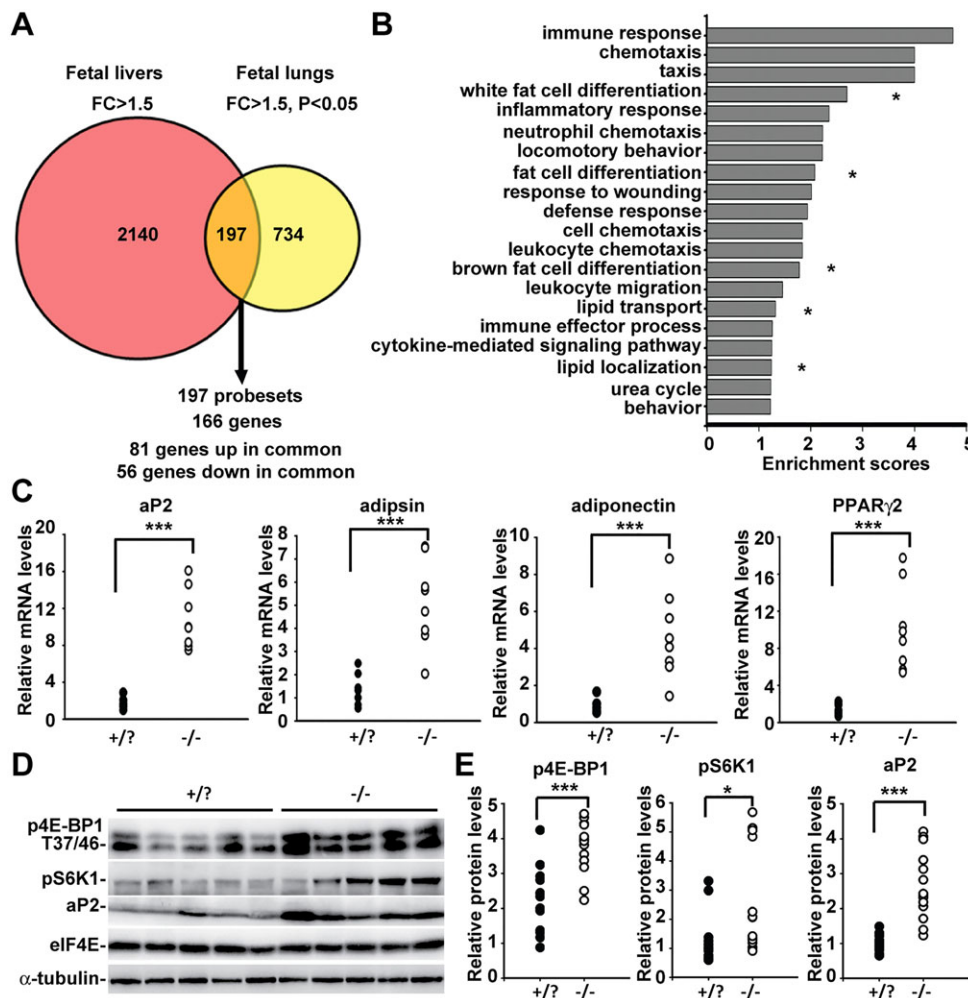 A
Fetal livers
Fetal lungs
FC>1.5
FC>1.5, P<0.05
2140
197
734
197 probesets
166 genes
81 genes up in common
56 genes down in common
B
immune response
chemotaxis
taxis
white fat cell differentiation
*
inflammatory response
neutrophil chemotaxis
locomotory behavior
fat cell differentiation
*
response to wounding
defense response
cell chemotaxis
leukocyte chemotaxis
brown fat cell differentiation
*
leukocyte migration
lipid transport
*
immune effector process
cytokine-mediated signaling pathway
lipid localization
*
urea cycle
behavior
0 1 2 3 4 5
Enrichment scores
C
aP2
***
Relative mRNA levels
20
16
12
8
4
0
+/? -/-
adipsin
***
Relative mRNA levels
8
7
6
5
4
3
2
1
0
+/? -/-
adiponectin
***
Relative mRNA levels
10
8
6
4
2
0
+/? -/-
PPARγ2
***
Relative mRNA levels
20
16
12
8
4
0
+/? -/-
D
+/? -/-
p4E-BP1
T37/46-
pS6K1-
aP2-
eIF4E-
α-tubulin-
E
p4E-BP1
***
Relative protein levels
5
4
3
2
1
0
+/? -/-
pS6K1
*
Relative protein levels
6
5
4
3
2
1
0
+/? -/-
aP2
***
Relative protein levels
5
4
3
2
1
0
+/? -/-